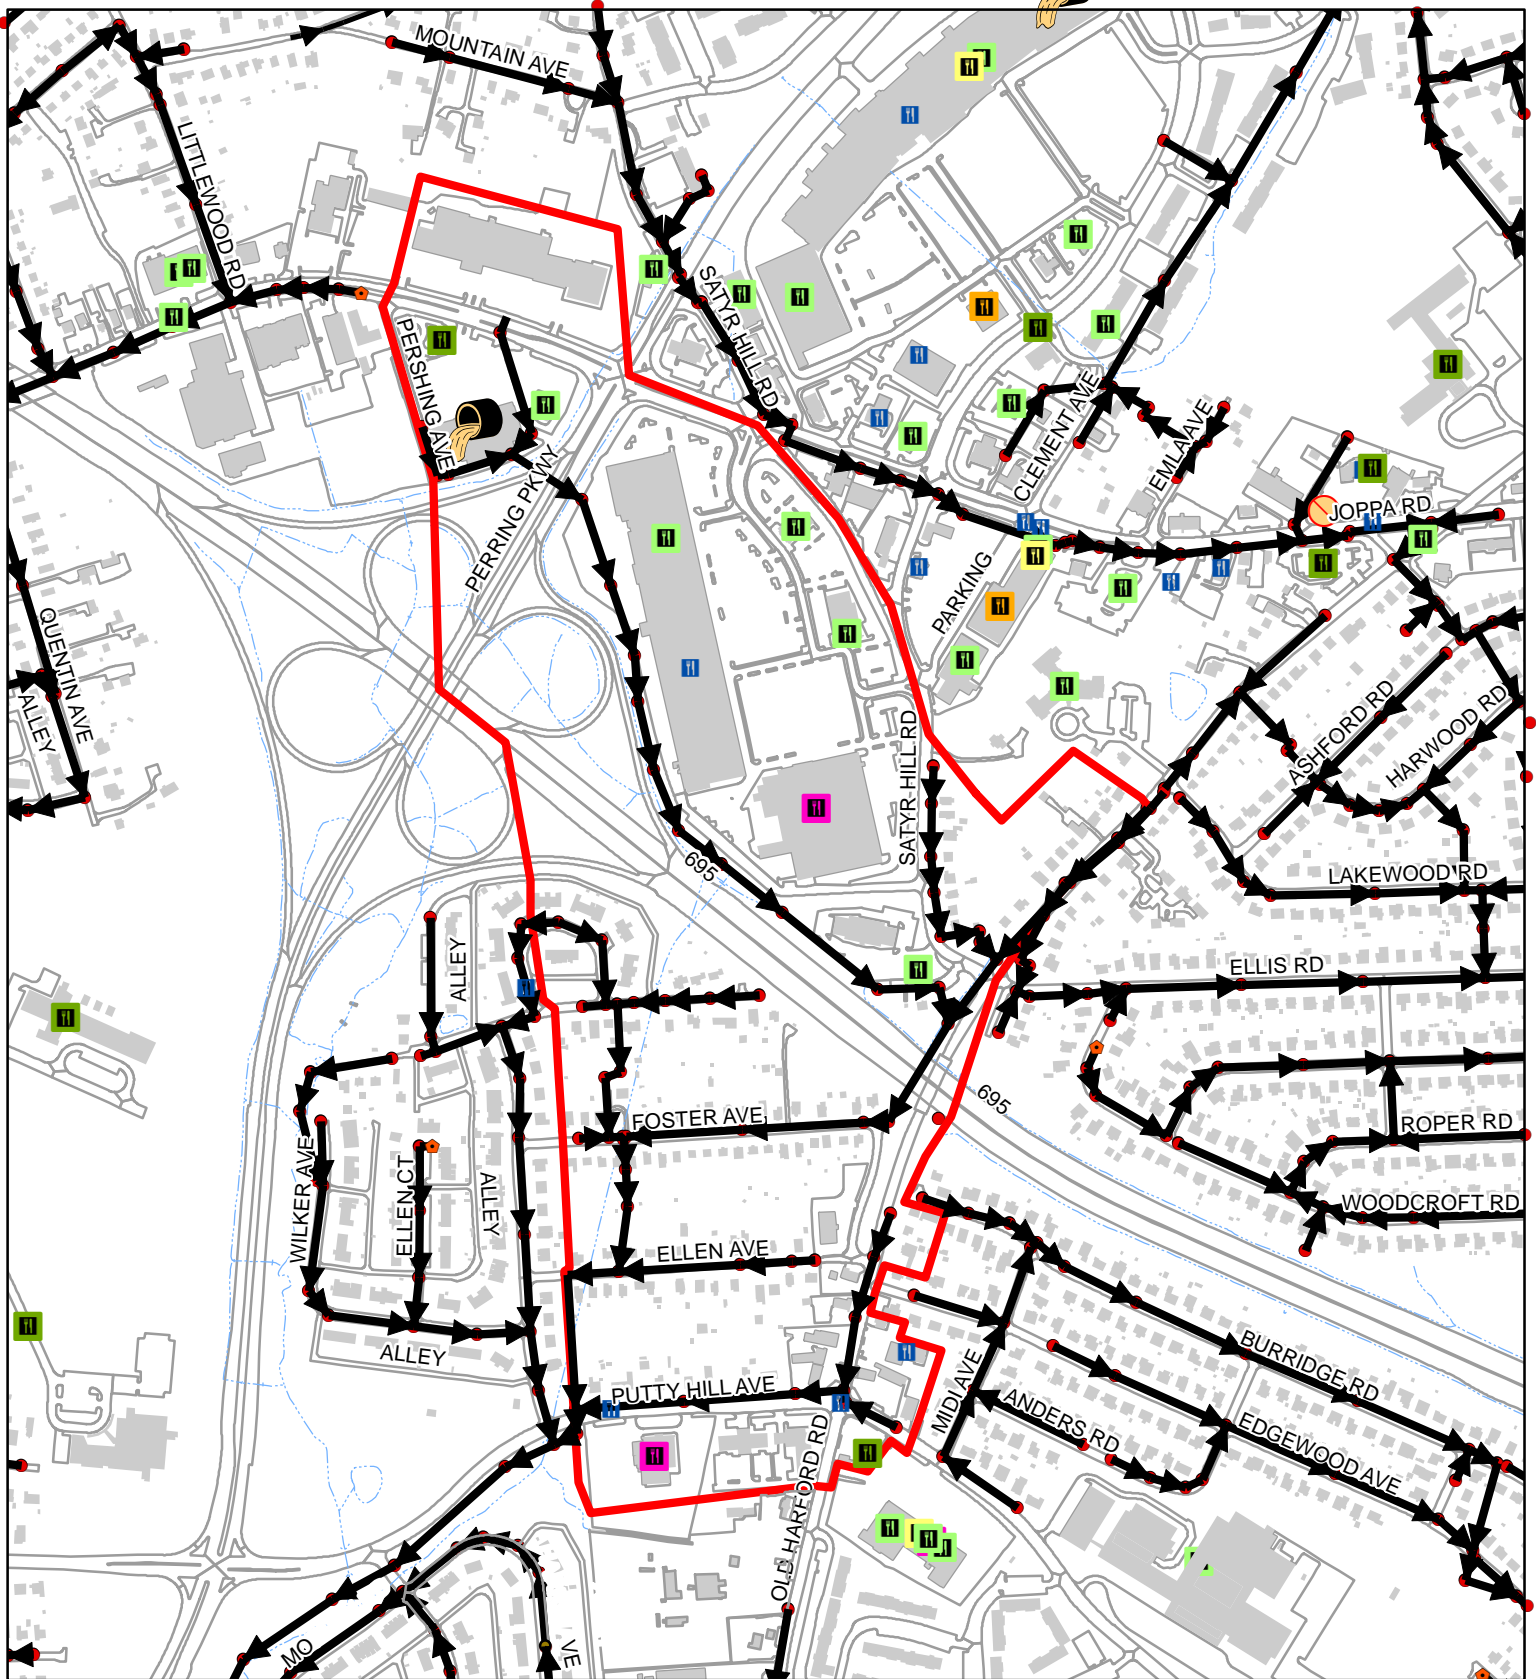 MOUNTAIN AVE
LITTLEWOOD RD
SATYR HILL RD
PERSHING AVE
CLEMENT AVE
EMLA AVE
JOPPA RD
PERRING PKWY
PARKING
QUENTIN AVE
ALLEY
ASHFORD RD
HARWOOD RD
SATYR HILL RD
695
LAKEWOOD RD
ALLEY
ELLIS RD
695
FOSTER AVE
ROPER RD
WILKER AVE
ELLEN CT
ALLEY
WOODCROFT RD
ELLEN AVE
ALLEY
BURRIDGE RD
PUTTY HILL AVE
MIDI AVE
ANDERS RD
EDGEWOOD AVE
OLD HARFORD RD
MO
VE